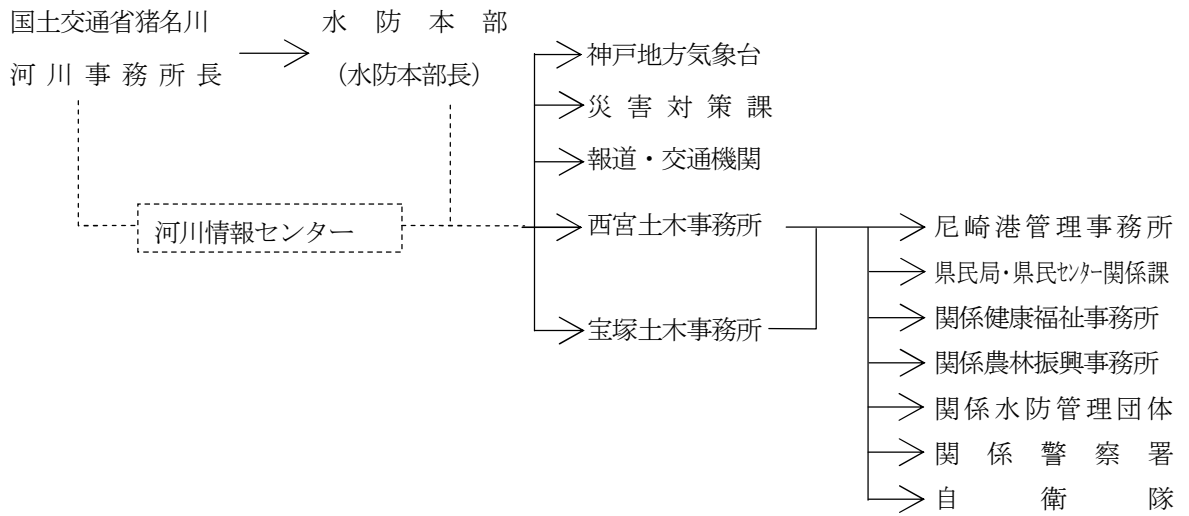 国土交通省猪名川
河川事務所長
水防本部
(水防本部長)
神戸地方気象台
災害対策課
報道・交通機関
西宮土木事務所
宝塚土木事務所
河川情報センター
尼崎港管理事務所
県民局・県民ｾﾝﾀｰ関係課
関係健康福祉事務所
関係農林振興事務所
関係水防管理団体
関係警察署
自衛隊